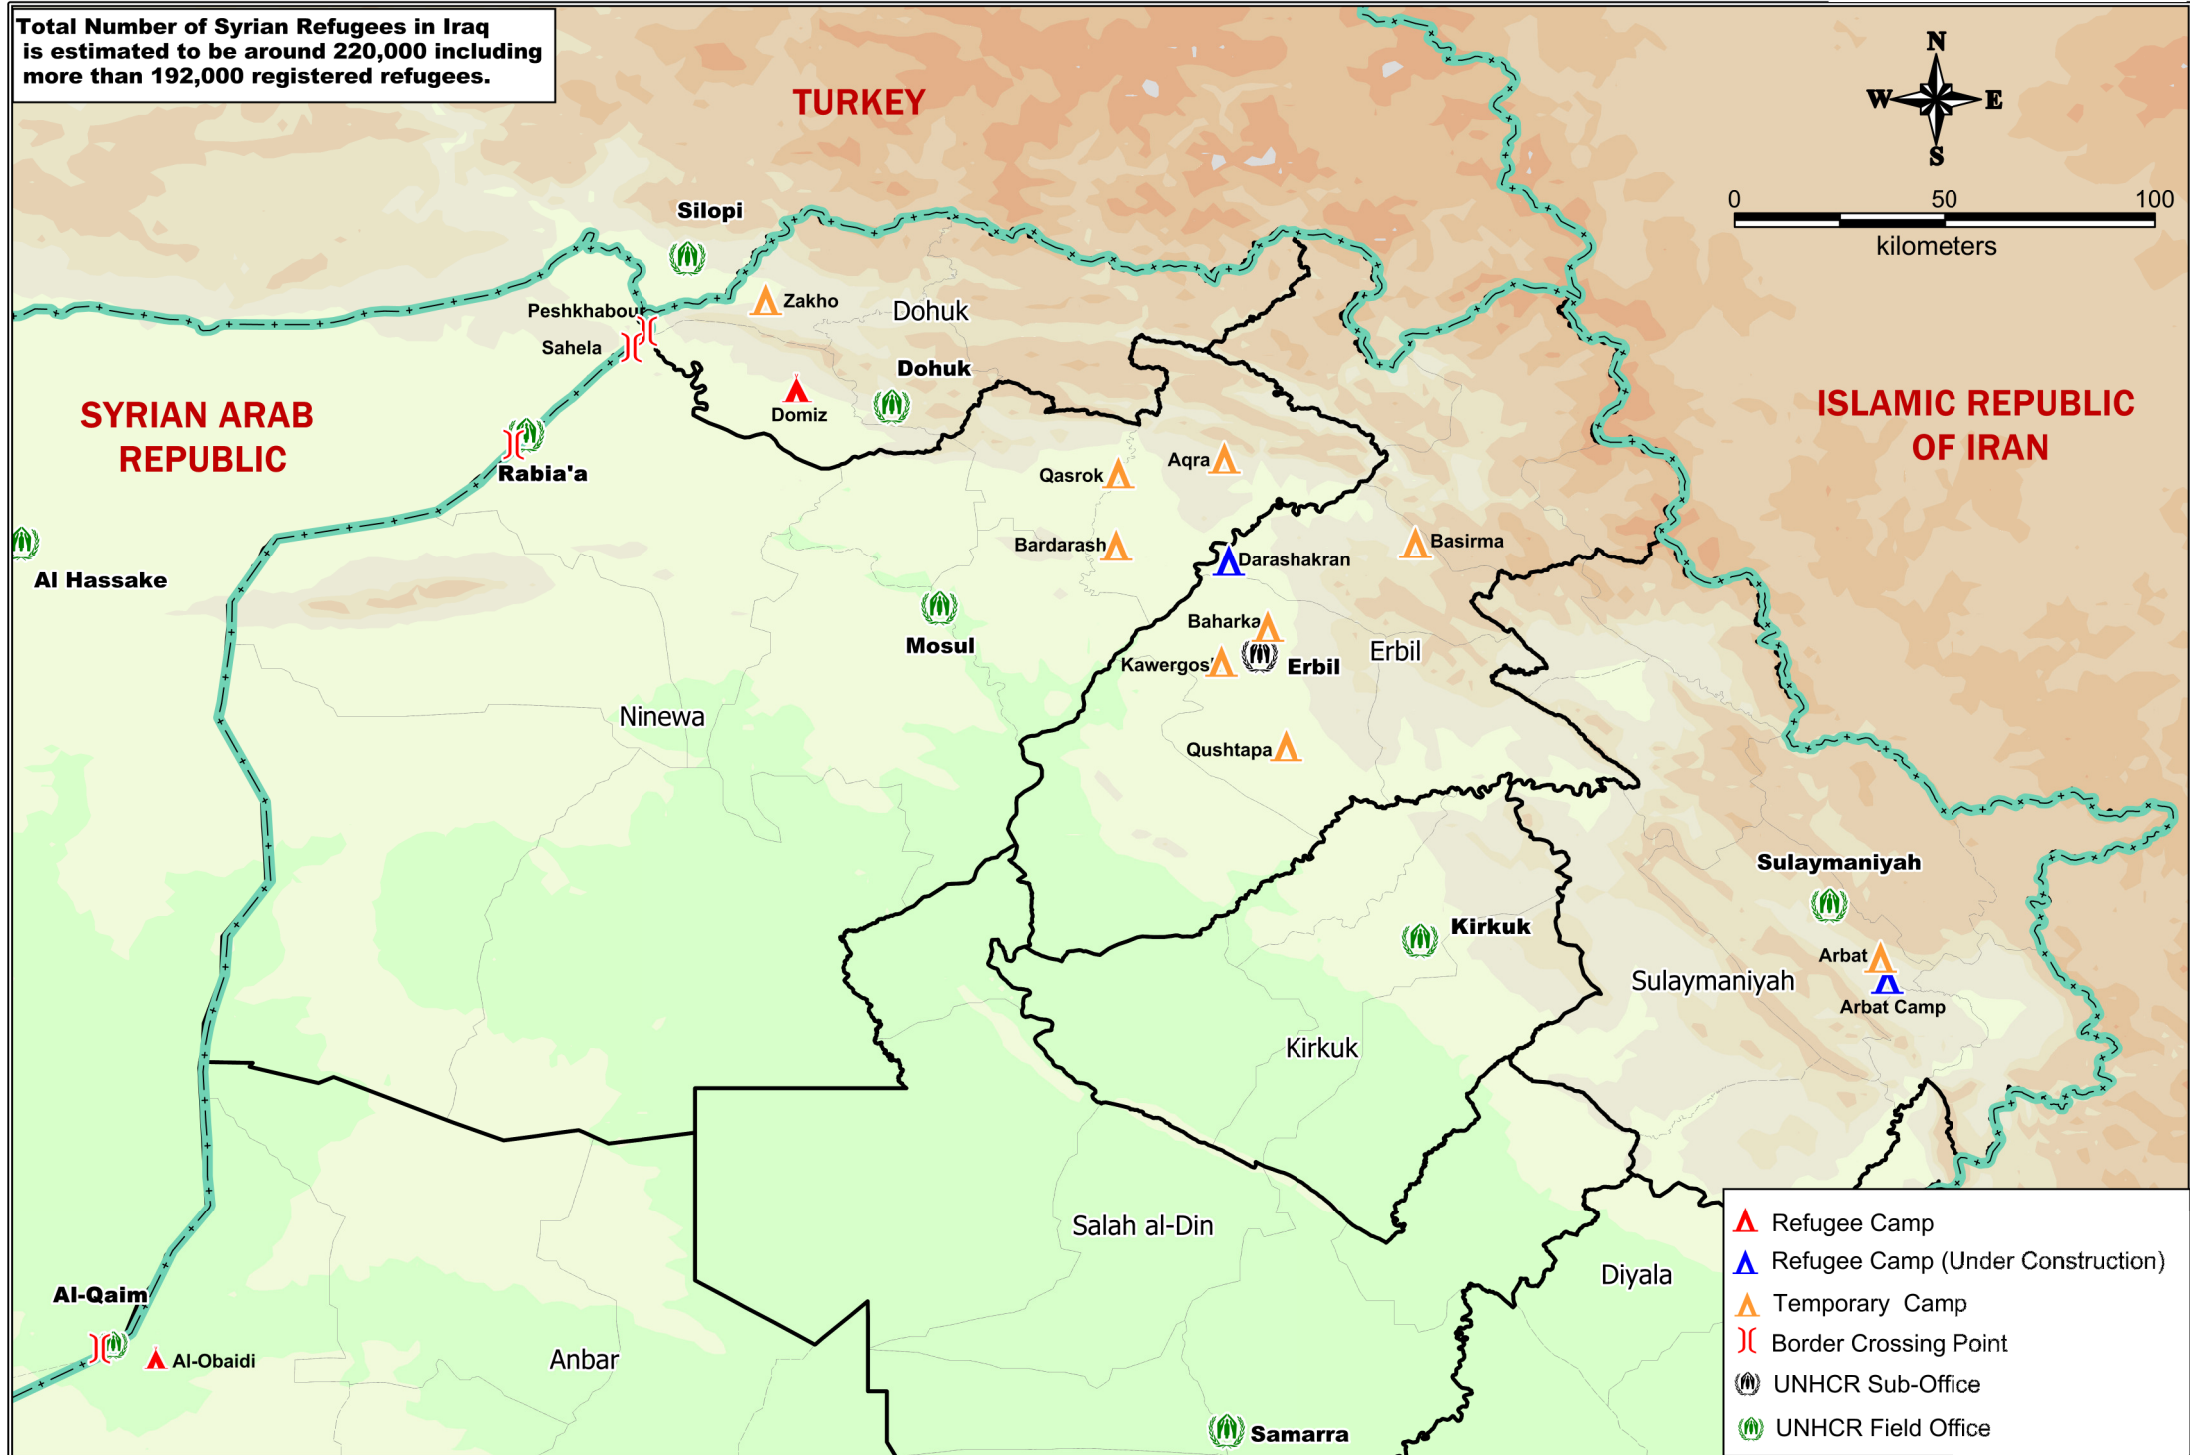 Total Number of Syrian Refugees in Iraq
is estimated to be around 220,000 including
more than 192,000 registered refugees.
TURKEY
N
W
E
S
0
50
100
kilometers
Silopi
Peshkhabour
Zakho
Dohuk
Sahela
Dohuk
Domiz
SYRIAN ARAB
REPUBLIC
ISLAMIC REPUBLIC
OF IRAN
Rabia'a
Qasrok
Aqra
Bardarash
Darashakran
Basirma
Al Hassake
Baharka
Mosul
Kawergosk
Erbil
Erbil
Ninewa
Qushtapa
Sulaymaniyah
Kirkuk
Arbat
Sulaymaniyah
Arbat Camp
Kirkuk
Salah al-Din
Diyala
Al-Qaim
Al-Obaidi
Anbar
Samarra
Refugee Camp
Refugee Camp (Under Construction)
Temporary Camp
Border Crossing Point
UNHCR Sub-Office
UNHCR Field Office